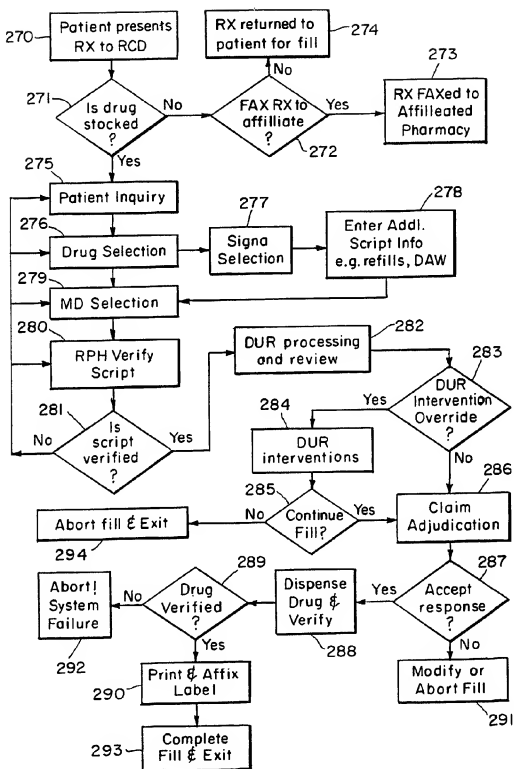 270
Patient presents
RX to RCD
RX returned to
patient for fill
274
273
271
Is drug
stocked
?
No
No
FAX RX to
affilliate
?
Yes
RX FAXed to
Affilleated
Pharmacy
272
Yes
275
Patient Inquiry
277
278
276
Drug Selection
Signa
Selection
Enter Addl.
Script Info
e.g. refills, DAW
279
MD Selection
280
RPH Verify
Script
DUR processing
and review
282
283
281
Is
script
verified
?
No
Yes
Yes
DUR
Intervention
Override
?
284
DUR
interventions
No
286
285
Abort fill & Exit
No
Continue
Fill?
Yes
Claim
Adjudication
294
289
287
Abort!
System
Failure
No
Drug
Verified
?
Dispense
Drug &
Verify
Yes
Accept
response
?
292
Yes
288
No
290
Print & Affix
Label
Modify or
Abort Fill
291
293
Complete
Fill & Exit